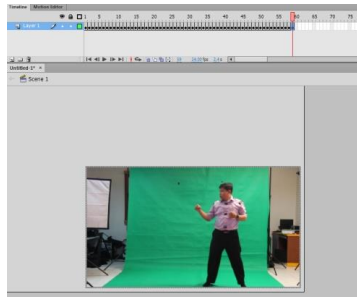 Timeline Motion Editor
1 5 10 15 20 25 30 35 40 45 50 55 60 65 70 75
Layer 1
Untitled-1* ×
Scene 1